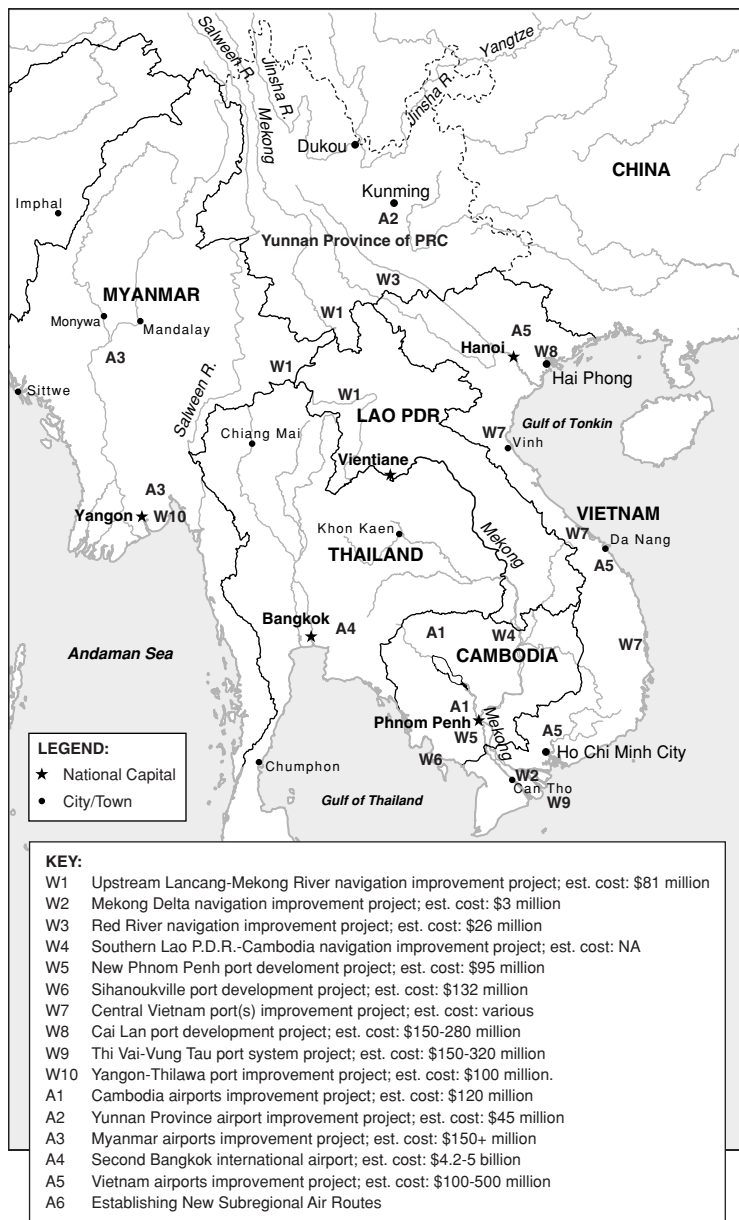 Salween R.
Jinsha R.
Mekong
Yangtze
Jinsha R.
Dukou
CHINA
Kunming
A2
Imphal
Yunnan Province of PRC
W3
MYANMAR
W1
Monywa
Mandalay
A5
Hanoi
W8
A3
W1
Hai Phong
Sittwe
W1
Salween R.
LAO PDR
Gulf of Tonkin
Chiang Mai
W7
Vinh
Vientiane
A3
Yangon
W10
VIETNAM
Khon Kaen
W7
THAILAND
Mekong
Da Nang
A5
Bangkok
A4
A1
W4
W7
Andaman Sea
CAMBODIA
A1
Phnom Penh
Mekong
W5
A5
LEGEND:
National Capital
City/Town
Ho Chi Minh City
W6
Chumphon
W2
Can Tho
Gulf of Thailand
W9
KEY:
W1 Upstream Lancang-Mekong River navigation improvement project; est. cost: $81 million
W2 Mekong Delta navigation improvement project; est. cost: $3 million
W3 Red River navigation improvement project; est. cost: $26 million
W4 Southern Lao P.D.R.-Cambodia navigation improvement project; est. cost: NA
W5 New Phnom Penh port develoment project; est. cost: $95 million
W6 Sihanoukville port development project; est. cost: $132 million
W7 Central Vietnam port(s) improvement project; est. cost: various
W8 Cai Lan port development project; est. cost: $150-280 million
W9 Thi Vai-Vung Tau port system project; est. cost: $150-320 million
W10 Yangon-Thilawa port improvement project; est. cost: $100 million.
A1 Cambodia airports improvement project; est. cost: $120 million
A2 Yunnan Province airport improvement project; est. cost: $45 million
A3 Myanmar airports improvement project; est. cost: $150+ million
A4 Second Bangkok international airport; est. cost: $4.2-5 billion
A5 Vietnam airports improvement project; est. cost: $100-500 million
A6 Establishing New Subregional Air Routes